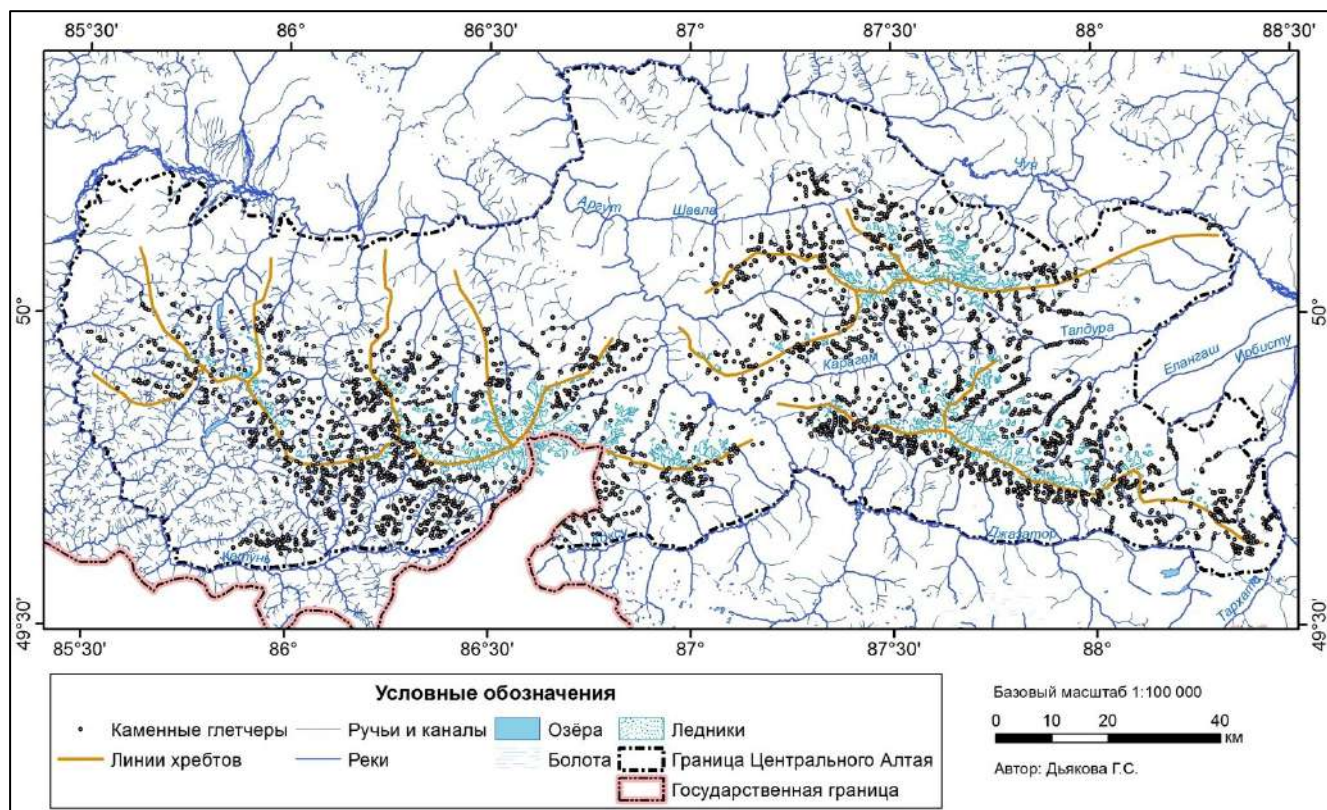 85°30' 86° 86°30' 87° 87°30' 88° 88°30'
Чуя
Аргут Шавла
50° 50°
Талдура
Карагем
Елангаш Ирбисту
Джазатор
Катунь
Тархата
49°30' 49°30'
85°30' 86° 86°30' 87° 87°30' 88°
Условные обозначения
Каменные глетчеры Ручьи и каналы Озёра Ледники
Линии хребтов Реки Болота Граница Центрального Алтая
Государственная граница
Базовый масштаб 1:100 000
0 10 20 40
км
Автор: Дьякова Г.С.